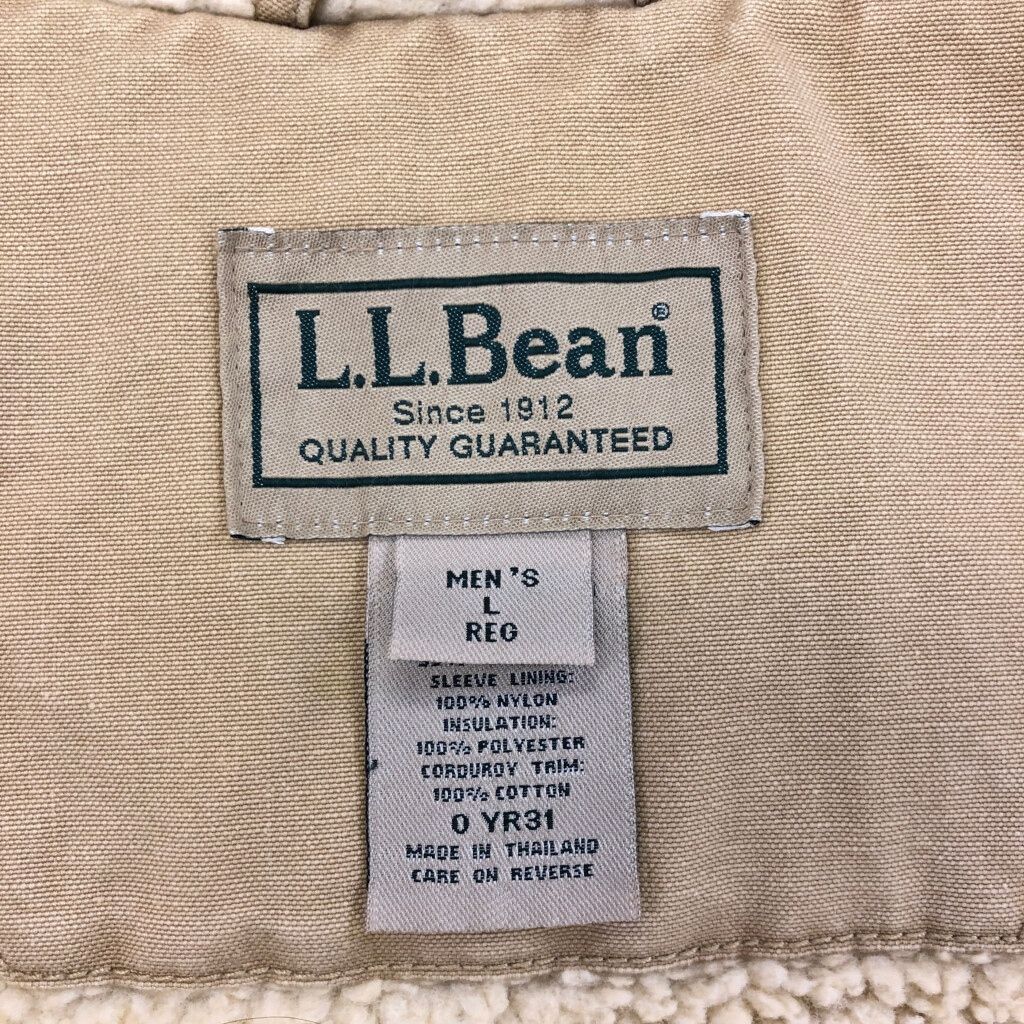 L.L.Bean®
Since 1912
QUALITY GUARANTEED
MEN'S
L
REG
SLEEVE LINING:
100% NYLON
INSULATION:
100% POLYESTER
CORDUROY TRIM:
100% COTTON
0 YR31
MADE IN THAILAND
CARE ON REVERSE